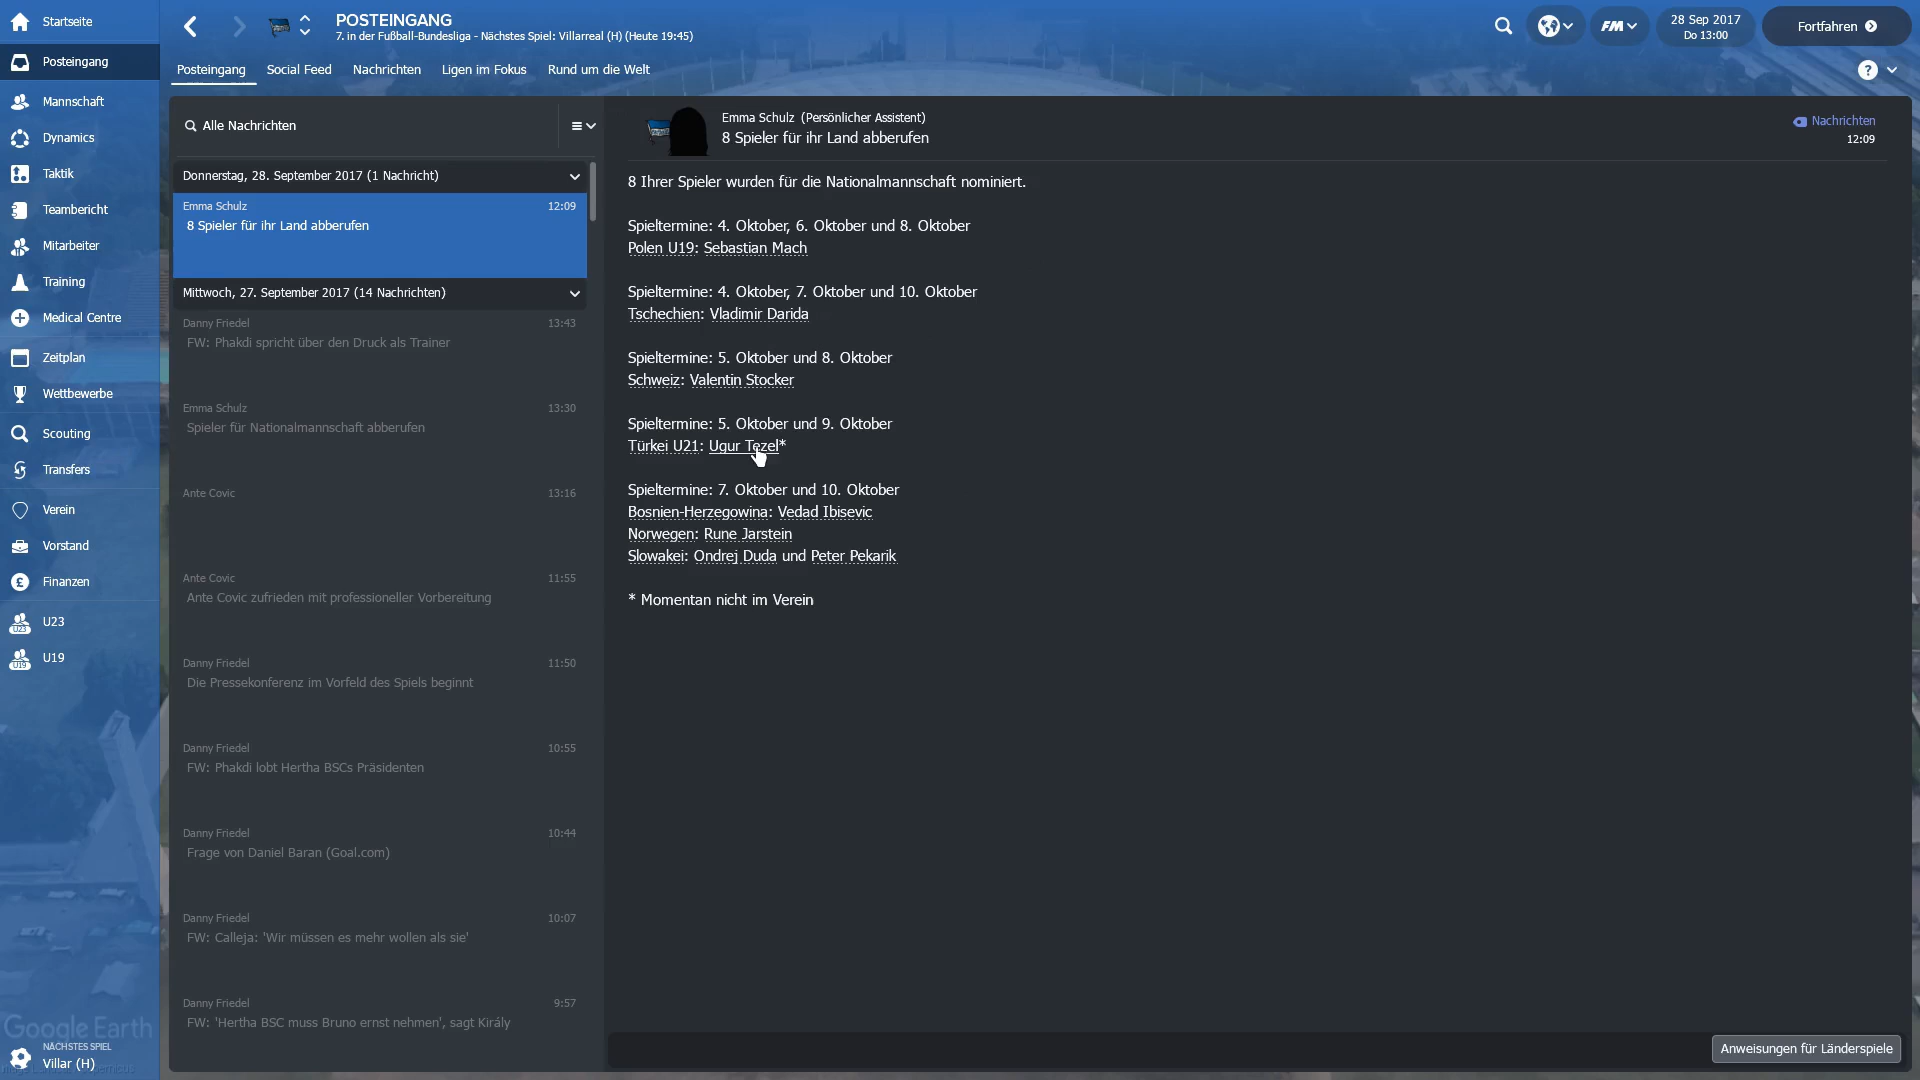 Startseite
Posteingang
Mannschaft
Dynamics
Taktik
Teambericht
Mitarbeiter
Training
Medical Centre
Zeitplan
Wettbewerbe
Scouting
Transfers
Verein
Vorstand
Finanzen
U23
U23
U19
U19
Google Earth
NÄCHSTES SPIEL
Villar (H)
POSTEINGANG
7. in der Fußball-Bundesliga - Nächstes Spiel: Villarreal (H) (Heute 19:45)
FM
28 Sep 2017
Do 13:00
Fortfahren
Posteingang
Social Feed
Nachrichten
Ligen im Fokus
Rund um die Welt
?
Alle Nachrichten
Donnerstag, 28. September 2017 (1 Nachricht)
Emma Schulz 12:09
8 Spieler für ihr Land abberufen
Mittwoch, 27. September 2017 (14 Nachrichten)
Danny Friedel 13:43
FW: Phakdi spricht über den Druck als Trainer
Emma Schulz 13:30
Spieler für Nationalmannschaft abberufen
Ante Covic 13:16
Ante Covic 11:55
Ante Covic zufrieden mit professioneller Vorbereitung
Danny Friedel 11:50
Die Pressekonferenz im Vorfeld des Spiels beginnt
Danny Friedel 10:55
FW: Phakdi lobt Hertha BSCs Präsidenten
Danny Friedel 10:44
Frage von Daniel Baran (Goal.com)
Danny Friedel 10:07
FW: Calleja: 'Wir müssen es mehr wollen als sie'
Danny Friedel 9:57
FW: 'Hertha BSC muss Bruno ernst nehmen', sagt Király
Emma Schulz (Persönlicher Assistent)
8 Spieler für ihr Land abberufen
Nachrichten
12:09
8 Ihrer Spieler wurden für die Nationalmannschaft nominiert.
Spieltermine: 4. Oktober, 6. Oktober und 8. Oktober
Polen U19: Sebastian Mach
Spieltermine: 4. Oktober, 7. Oktober und 10. Oktober
Tschechien: Vladimir Darida
Spieltermine: 5. Oktober und 8. Oktober
Schweiz: Valentin Stocker
Spieltermine: 5. Oktober und 9. Oktober
Türkei U21: Ugur Tezel*
Spieltermine: 7. Oktober und 10. Oktober
Bosnien-Herzegowina: Vedad Ibisevic
Norwegen: Rune Jarstein
Slowakei: Ondrej Duda und Peter Pekarik
* Momentan nicht im Verein
Anweisungen für Länderspiele